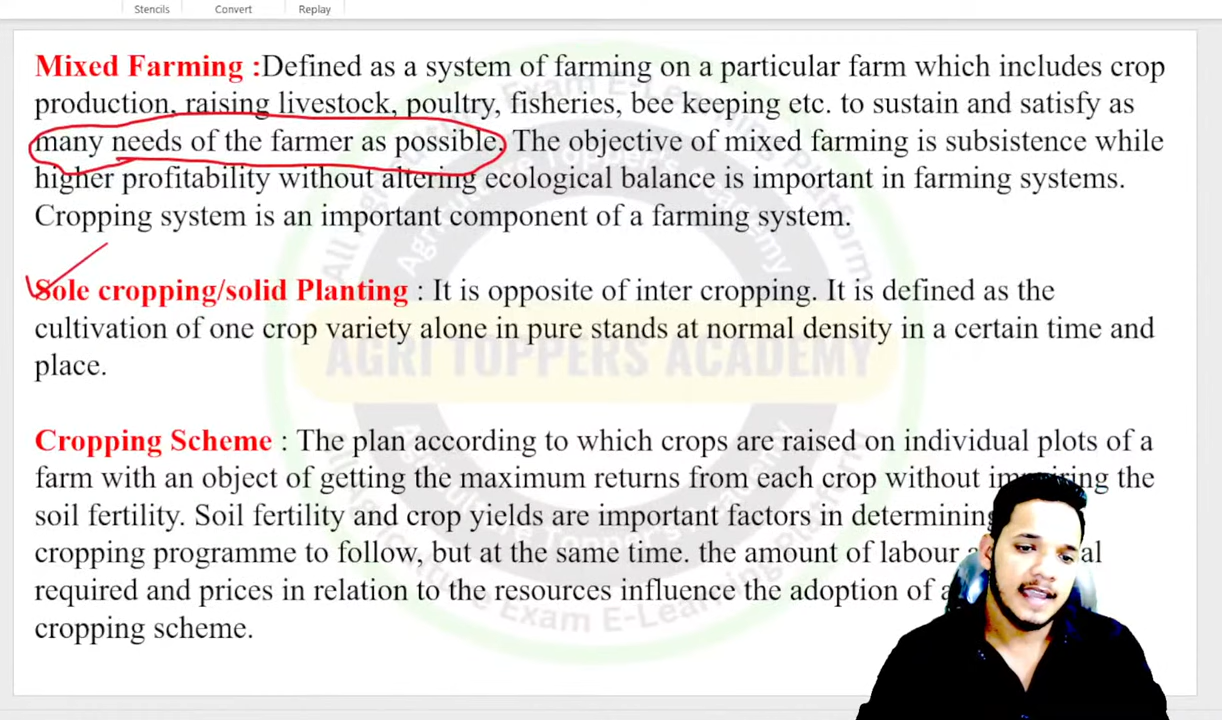 Stencils Convert Replay
Mixed Farming :Defined as a system of farming on a particular farm which includes crop
production, raising livestock, poultry, fisheries, bee keeping etc. to sustain and satisfy as
many needs of the farmer as possible. The objective of mixed farming is subsistence while
higher profitability without altering ecological balance is important in farming systems.
Cropping system is an important component of a farming system.
Sole cropping/solid Planting : It is opposite of inter cropping. It is defined as the
cultivation of one crop variety alone in pure stands at normal density in a certain time and
place.
AGRI TOPPERS ACADEMY
Cropping Scheme : The plan according to which crops are raised on individual plots of a
farm with an object of getting the maximum returns from each crop without the
soil fertility. Soil fertility and crop yields are important factors in
cropping programme to follow, but at the same time. the amount of labour
required and prices in relation to the resources influence the adoption of
cropping scheme.